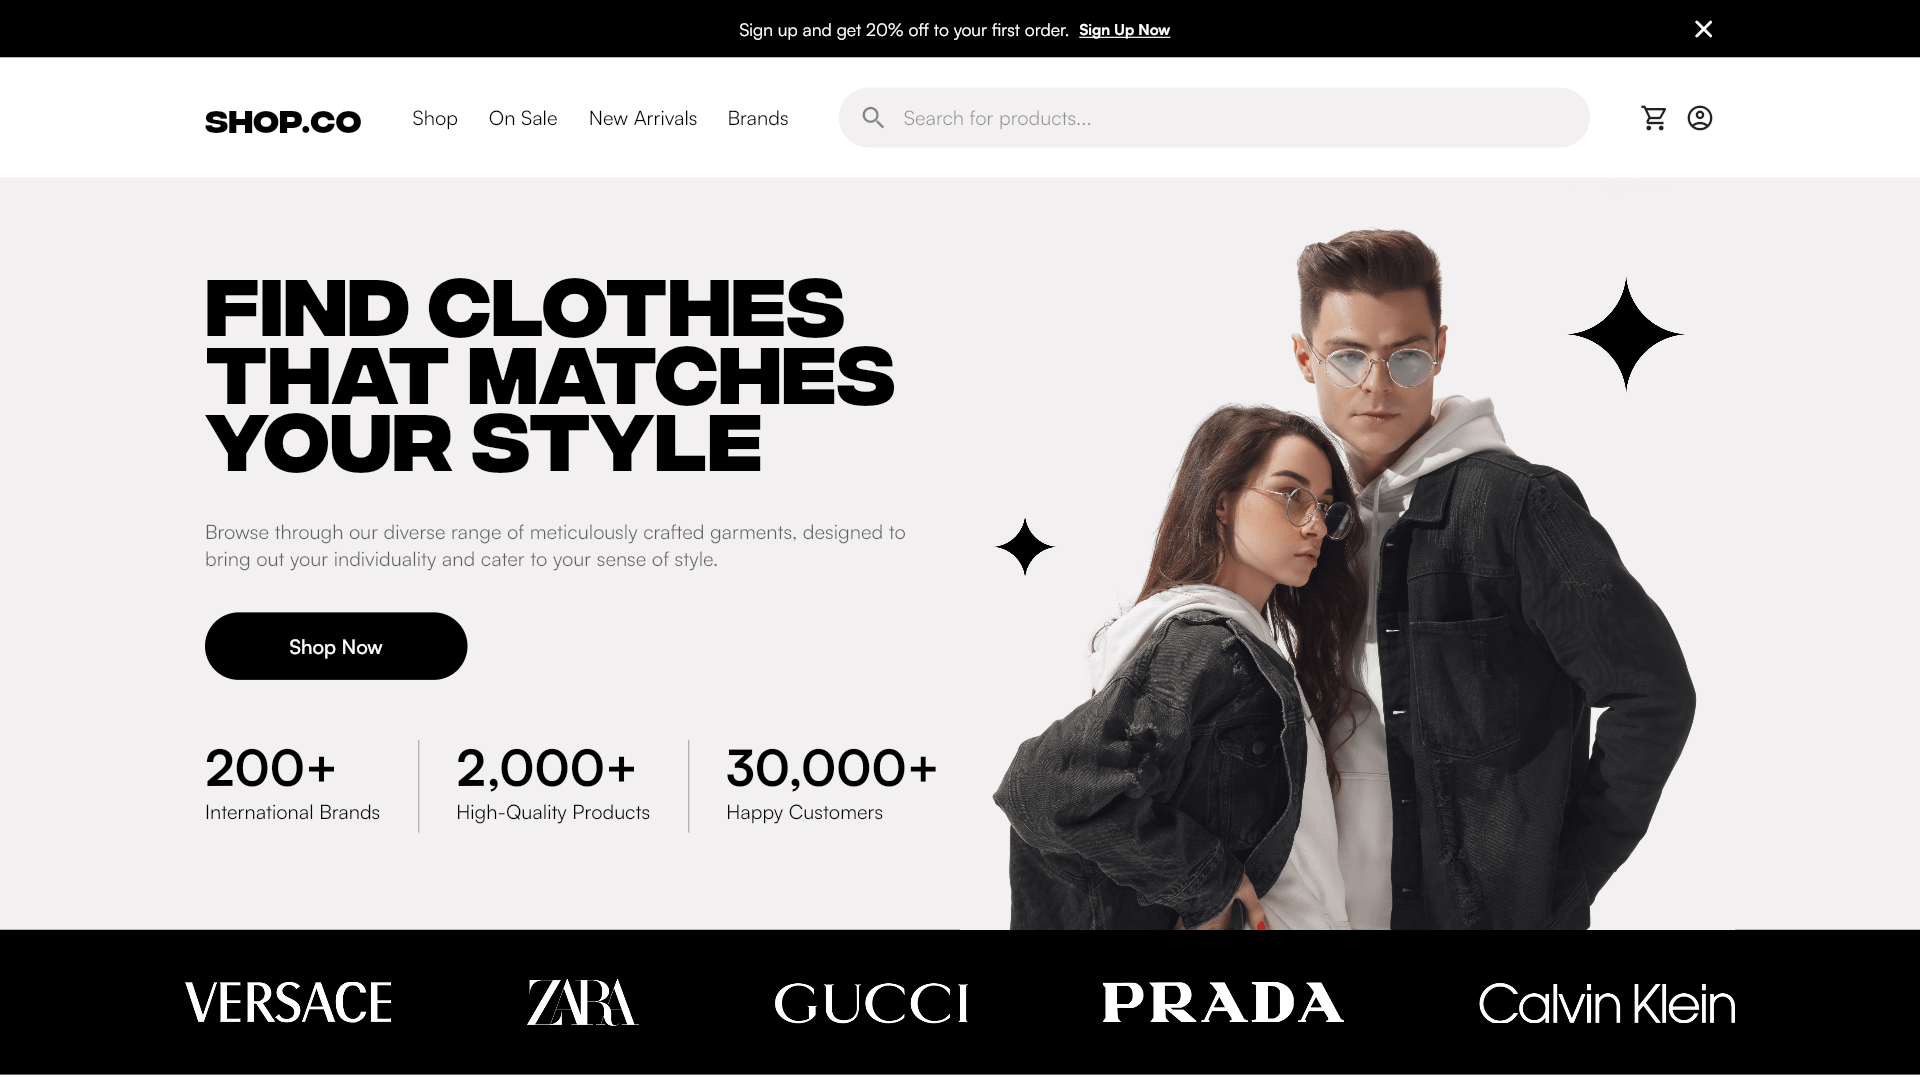 Sign up and get 20% off to your first order. Sign Up Now
SHOP.CO
Shop
On Sale
New Arrivals
Brands
Search for products...
FIND CLOTHES
THAT MATCHES
YOUR STYLE
Browse through our diverse range of meticulously crafted garments, designed to
bring out your individuality and cater to your sense of style.
Shop Now
200+
International Brands
2,000+
High-Quality Products
30,000+
Happy Customers
VERSACE
ZARA
GUCCI
PRADA
Calvin Klein